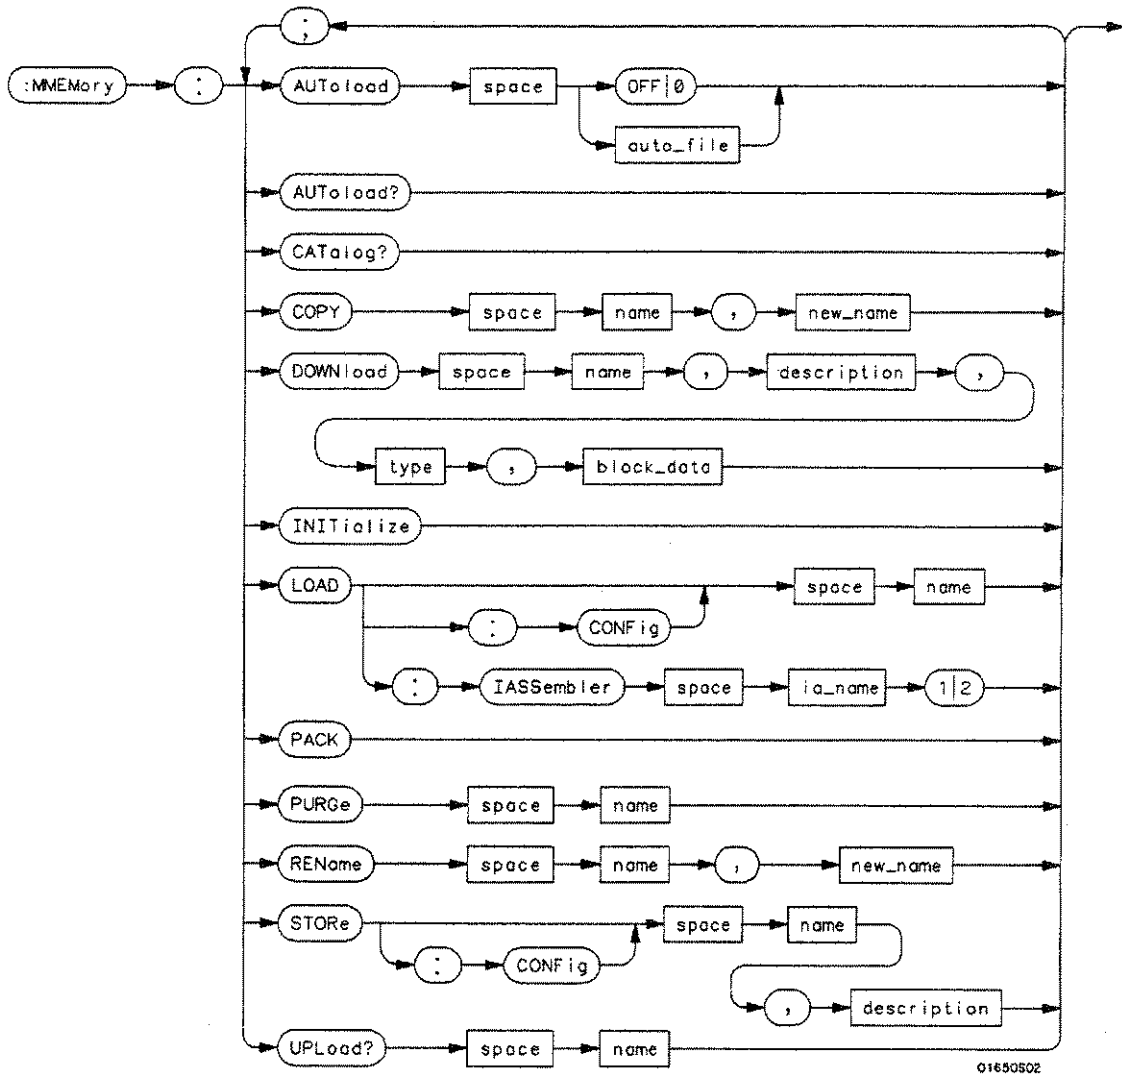 ;
:MMEMory : AUToload space OFF|0
auto_file
AUToload?
CATalog?
COPY space name , new_name
DOWNload space name , description ,
type , block_data
INITialize
LOAD space name
: CONFig
: IASSembler space ia_name 1|2
PACK
PURGe space name
REName space name , new_name
STORe space name
: CONFig
, description
UPLoad? space name
01650S02